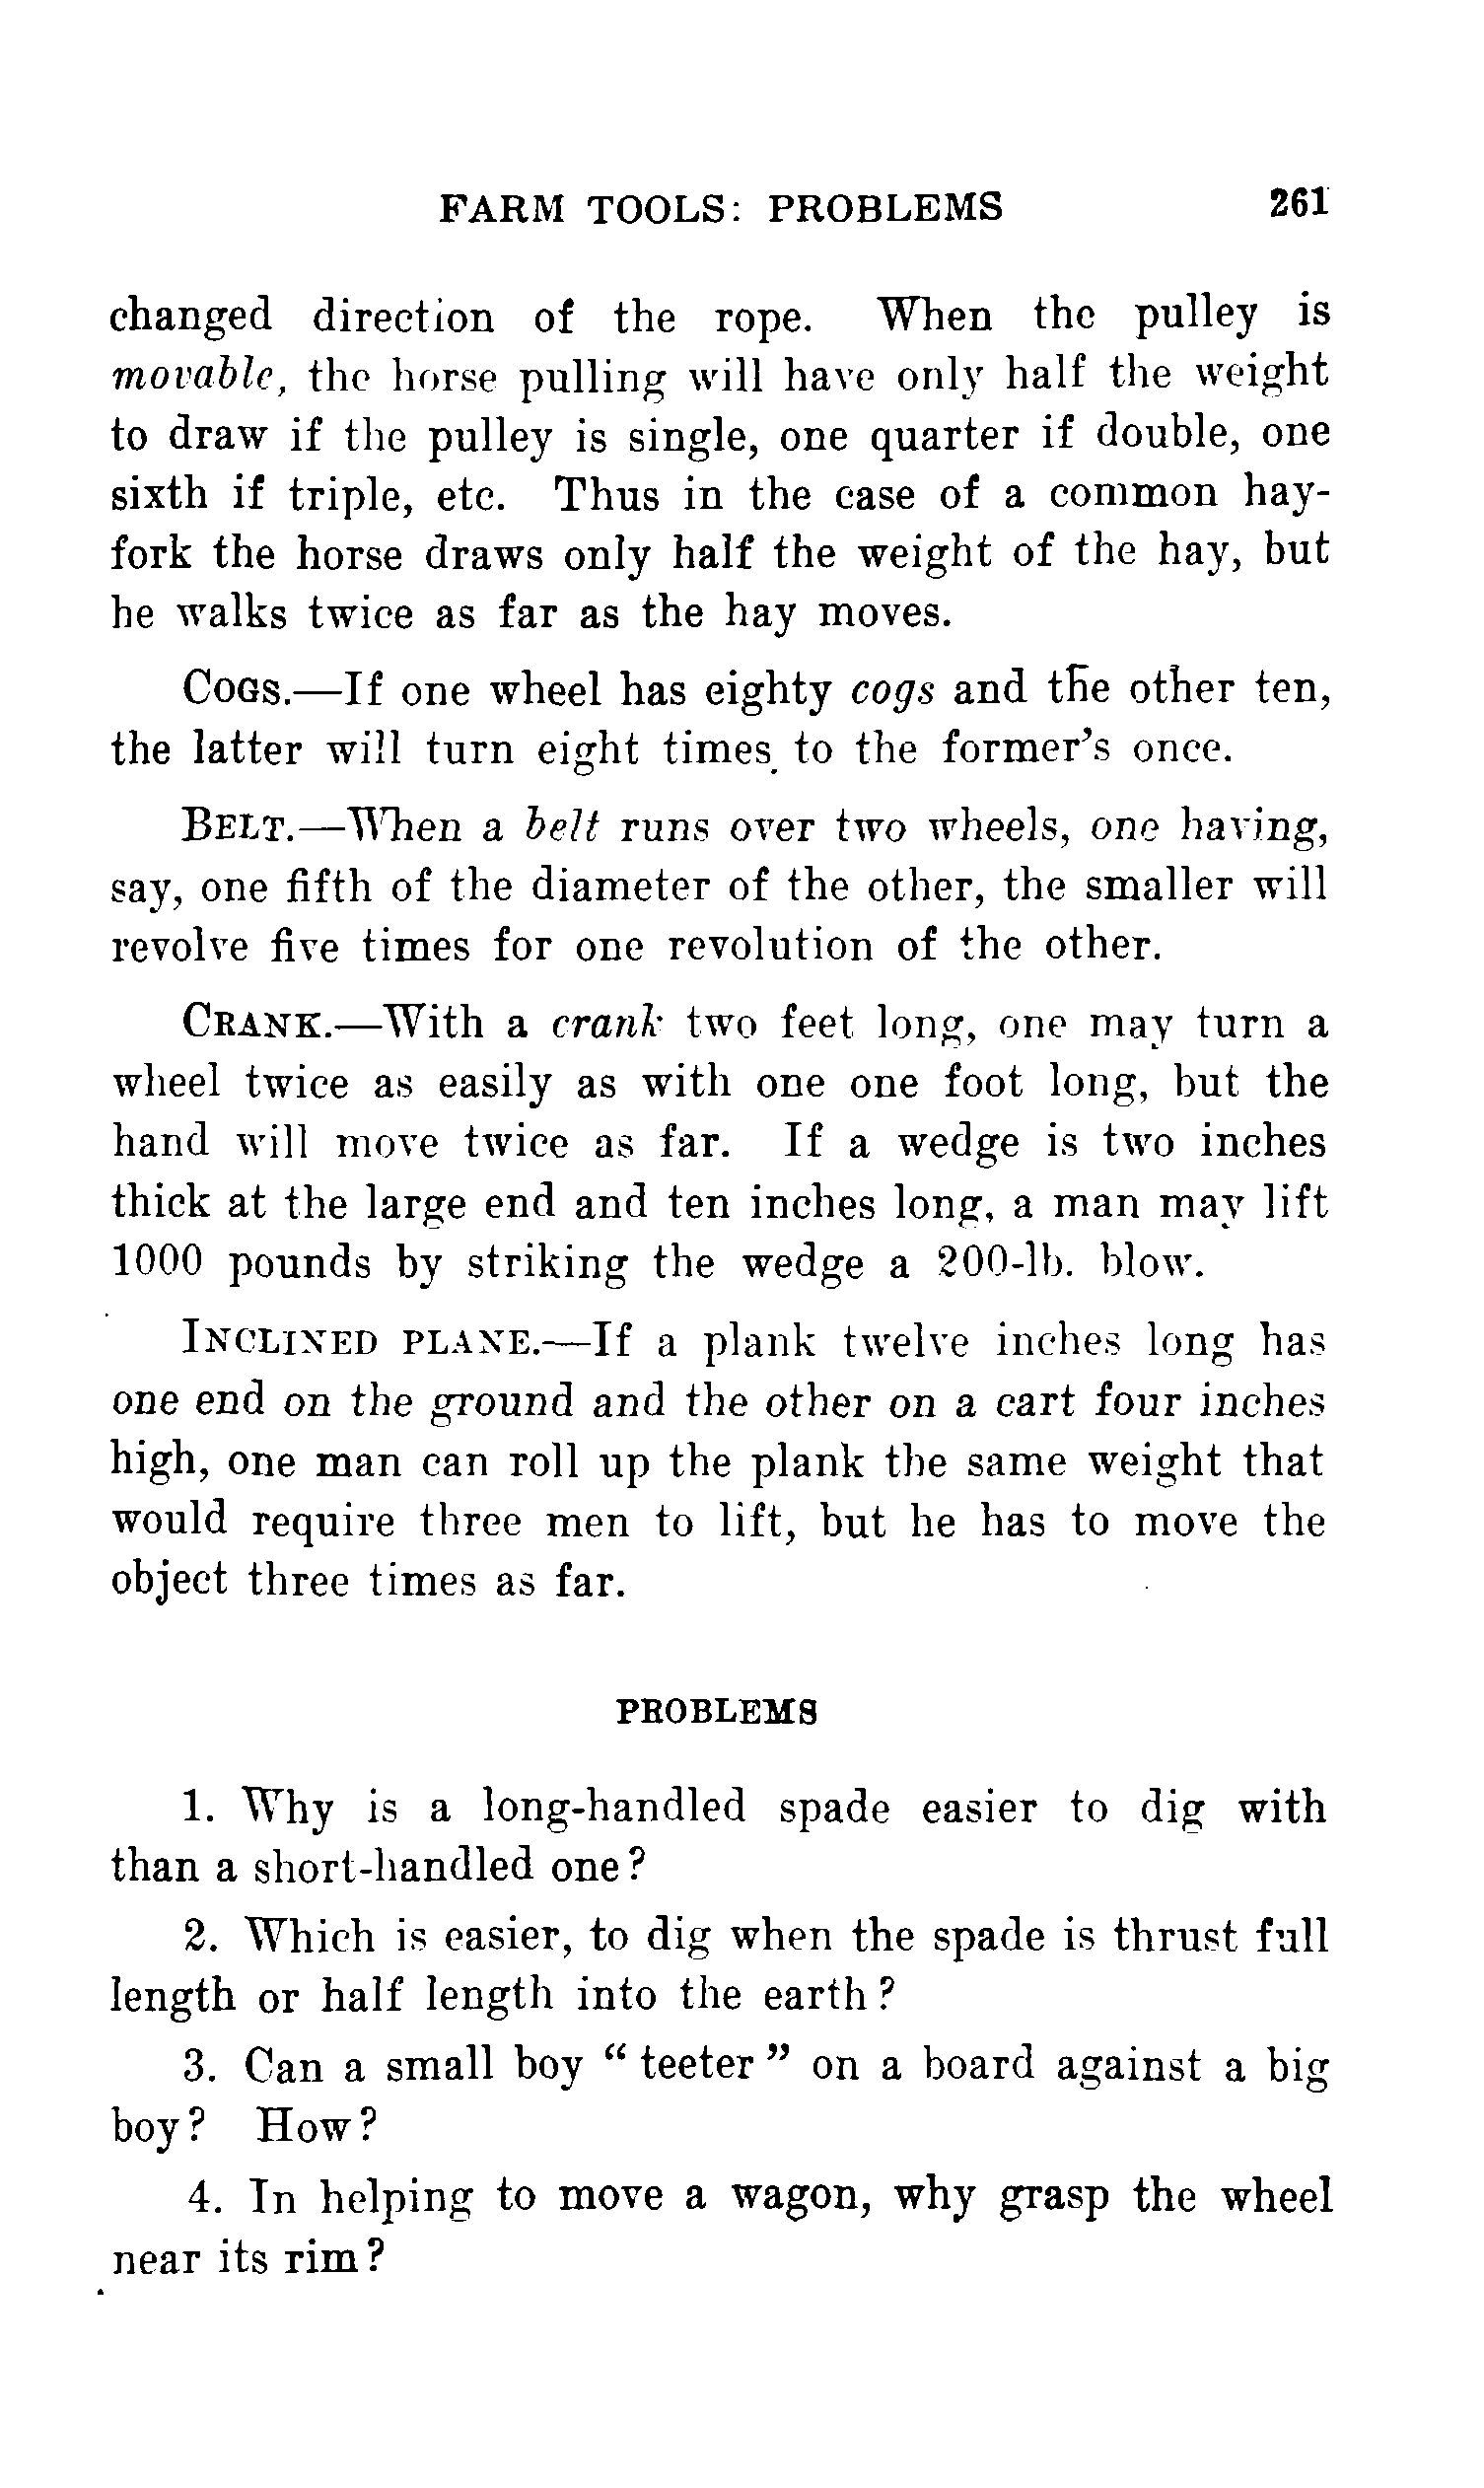 FARM TOOLS: PROBLEMS 261
changed direction of the rope. When the pulley is
movable, the horse pulling will have only half the weight
to draw if the pulley is single, one quarter if double, one
sixth if triple, etc. Thus in the case of a common hay-
fork the horse draws only half the weight of the hay, but
he walks twice as far as the hay moves.
COGS.—If one wheel has eighty cogs and the other ten,
the latter will turn eight times to the former's once.
BELT.—When a belt runs over two wheels, one having,
say, one fifth of the diameter of the other, the smaller will
revolve five times for one revolution of the other.
CRANK.—With a crank two feet long, one may turn a
wheel twice as easily as with one one foot long, but the
hand will move twice as far. If a wedge is two inches
thick at the large end and ten inches long, a man may lift
1000 pounds by striking the wedge a 200-lb. blow.
INCLINED PLANE.—If a plank twelve inches long has
one end on the ground and the other on a cart four inches
high, one man can roll up the plank the same weight that
would require three men to lift, but he has to move the
object three times as far.
PROBLEMS
1. Why is a long-handled spade easier to dig with
than a short-handled one?
2. Which is easier, to dig when the spade is thrust full
length or half length into the earth?
3. Can a small boy "teeter" on a board against a big
boy? How?
4. In helping to move a wagon, why grasp the wheel
near its rim?